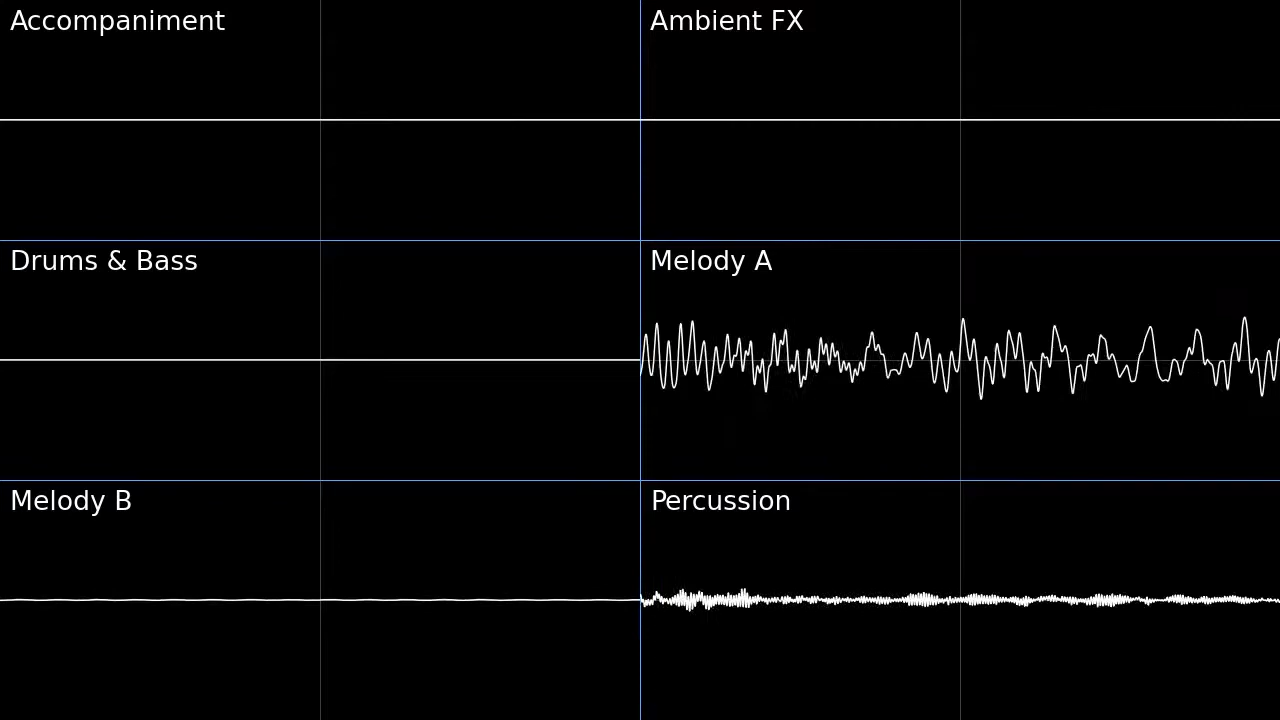 Accompaniment
Ambient FX
Drums & Bass
Melody A
Melody B
Percussion